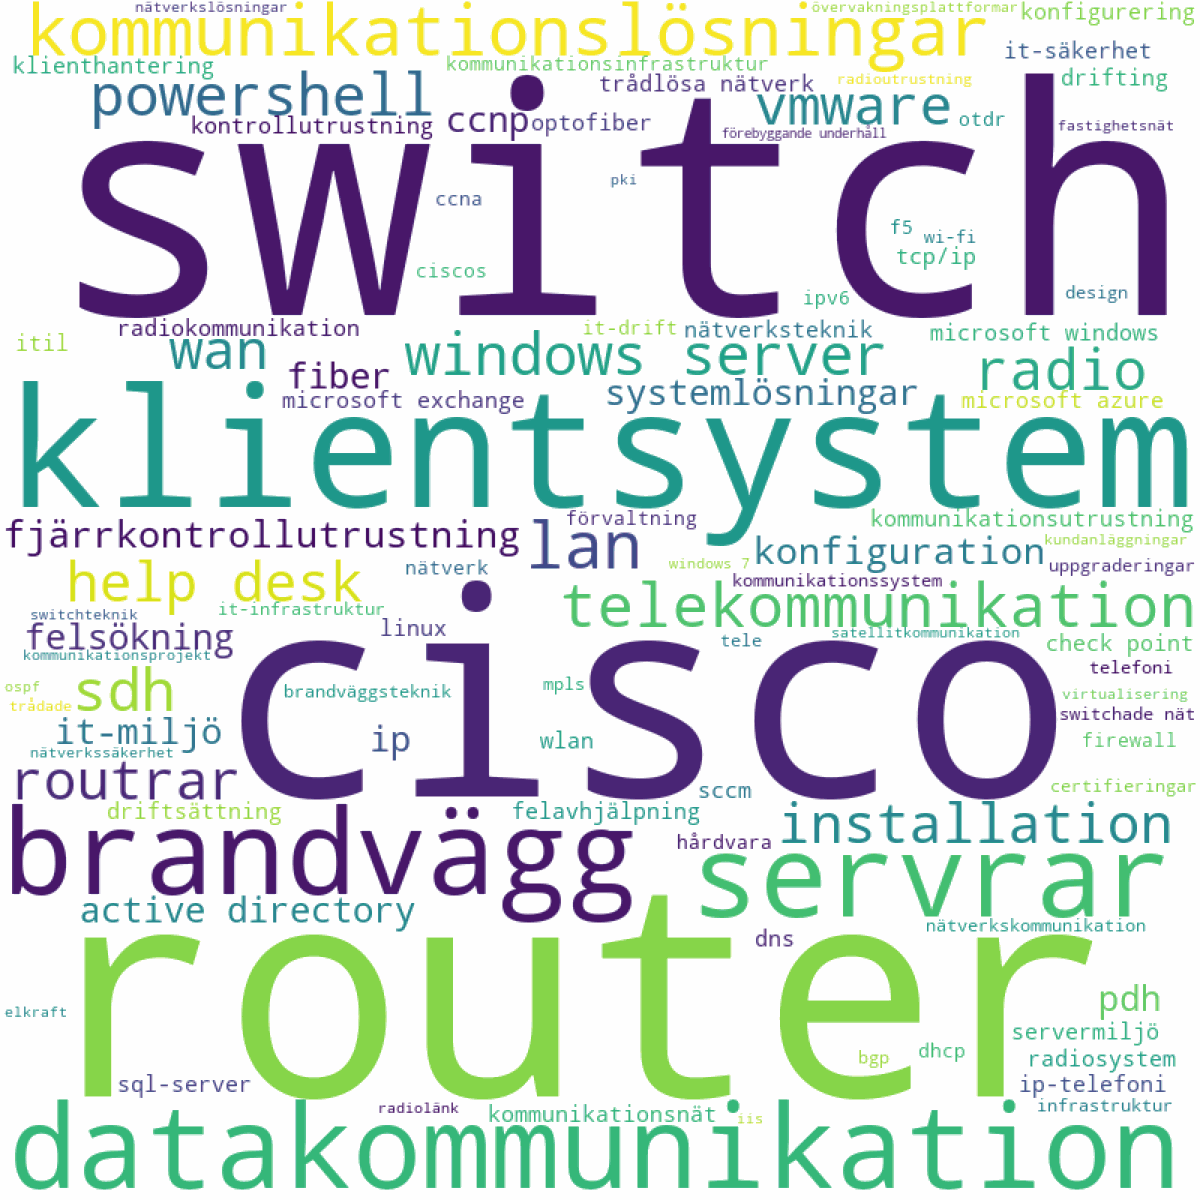 nätverkslösningar
övervakningsplattformar
kommunikationslösningar
konfigurering
it-säkerhet
klienthantering
kommunikationsinfrastruktur
trådlösa nätverk
radioutrustning
drifting
powershell
vmware
kontrollutrustning
ccnp
optofiber
förebyggande underhåll
otdr
fastighetsnät
switch
pki
ccna
f5
wi-fi
tcp/ip
ciscos
ipv6
design
radiokommunikation
it-drift
nätverksteknik
microsoft windows
itil
wan
windows server
radio
fiber
microsoft exchange
systemlösningar
microsoft azure
klientsystem
fjärrkontrollutrustning
lan
förvaltning
kommunikationsutrustning
kundanläggningar
konfiguration
windows 7
uppgraderingar
help desk
nätverk
kommunikationssystem
switchteknik
it-infrastruktur
telekommunikation
felsökning
linux
tele
satellitkommunikation
check point
kommunikationsprojekt
telefoni
cisco
ospf
sdh
brandväggsteknik
mpls
virtualisering
trådade
switchade nät
it-miljö
ip
wlan
firewall
nätverkssäkerhet
routrar
sccm
certifieringar
driftsättning
felavhjälpning
installation
brandvägg
hårdvara
servrar
active directory
nätverkskommunikation
dns
router
elkraft
pdh
servermiljö
bgp
dhcp
radiosystem
sql-server
ip-telefoni
radiolänk
kommunikationsnät
iis
infrastruktur
datakommunikation